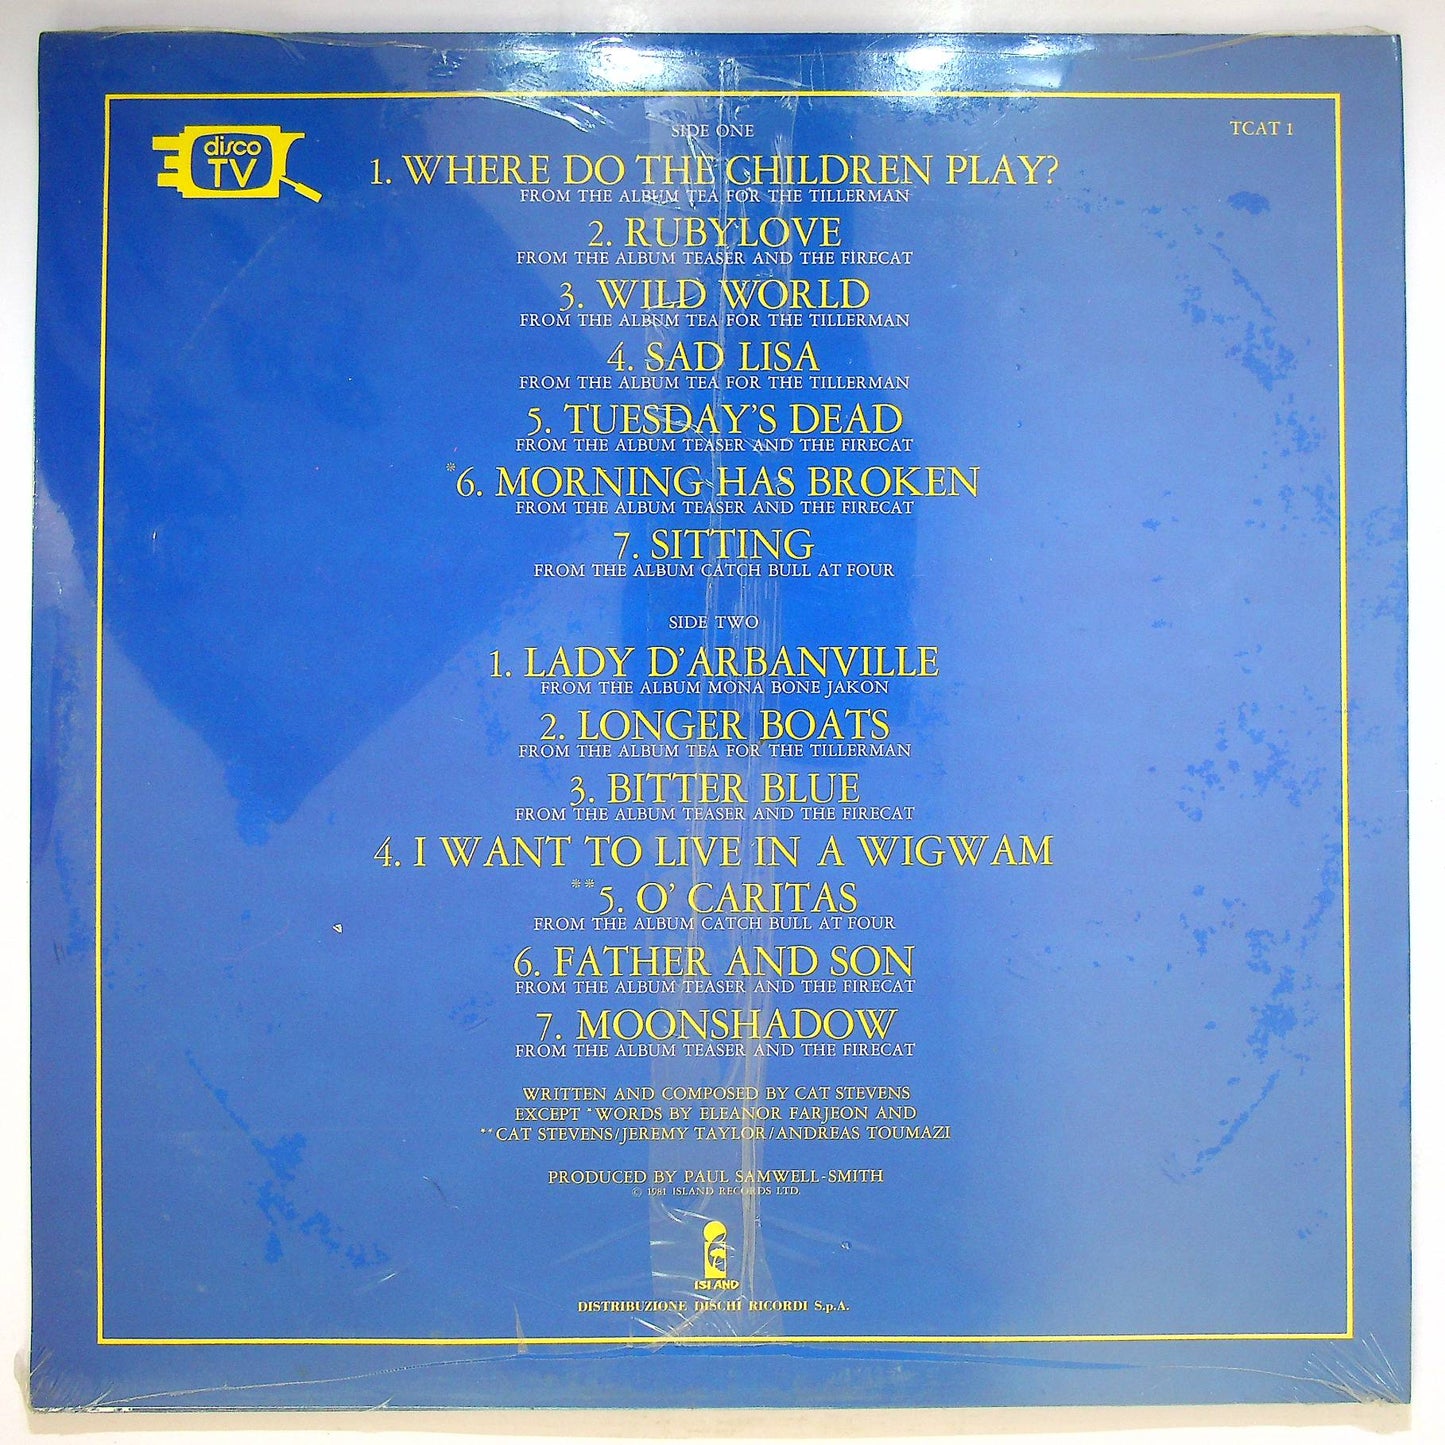 disco
TV
SIDE ONE
TCAT 1
1. WHERE DO THE CHILDREN PLAY?
FROM THE ALBUM TEA FOR THE TILLERMAN
2. RUBYLOVE
FROM THE ALBUM TEASER AND THE FIRECAT
3. WILD WORLD
FROM THE ALBUM TEA FOR THE TILLERMAN
4. SAD LISA
FROM THE ALBUM TEA FOR THE TILLERMAN
5. TUESDAY'S DEAD
FROM THE ALBUM TEASER AND THE FIRECAT
*6. MORNING HAS BROKEN
FROM THE ALBUM TEASER AND THE FIRECAT
7. SITTING
FROM THE ALBUM CATCH BULL AT FOUR
SIDE TWO
1. LADY D'ARBANVILLE
FROM THE ALBUM MONA BONE JAKON
2. LONGER BOATS
FROM THE ALBUM TEA FOR THE TILLERMAN
3. BITTER BLUE
FROM THE ALBUM TEASER AND THE FIRECAT
4. I WANT TO LIVE IN A WIGWAM
**5. O' CARITAS
FROM THE ALBUM CATCH BULL AT FOUR
6. FATHER AND SON
FROM THE ALBUM TEASER AND THE FIRECAT
7. MOONSHADOW
FROM THE ALBUM TEASER AND THE FIRECAT
WRITTEN AND COMPOSED BY CAT STEVENS
EXCEPT *WORDS BY ELEANOR FARJEON AND
**CAT STEVENS/JEREMY TAYLOR/ANDREAS TOUMAZI
PRODUCED BY PAUL SAMWELL-SMITH
© 1981 ISLAND RECORDS LTD.
ISLAND
DISTRIBUZIONE DISCHI RICORDI S.p.A.